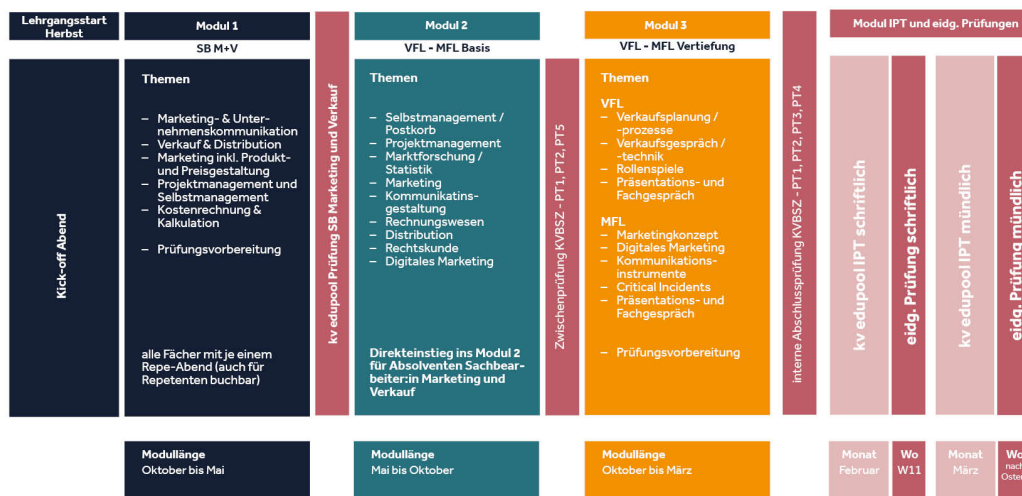 Lehrgangsstart
Herbst
Kick-off Abend
Modul 1
SB M+V
Themen
– Marketing- & Unter-
nehmenskommunikation
– Verkauf & Distribution
– Marketing inkl. Produkt-
und Preisgestaltung
– Projektmanagement und
Selbstmanagement
– Kostenrechnung &
Kalkulation
– Prüfungsvorbereitung
alle Fächer mit je einem
Repe-Abend (auch für
Repetenten buchbar)
Modullänge
Oktober bis Mai
kv edupool Prüfung SB Marketing und Verkauf
Modul 2
VFL - MFL Basis
Themen
– Selbstmanagement /
Postkorb
– Projektmanagement
– Marktforschung /
Statistik
– Marketing
– Kommunikatins-
gestaltung
– Rechnungswesen
– Distribution
– Rechtskunde
– Digitales Marketing
Direkteinstieg ins Modul 2
für Absolventen Sachbear-
beiter:in Marketing und
Verkauf
Modullänge
Mai bis Oktober
Zwischenprüfung KVBSZ - PT1, PT2, PT5
Modul 3
VFL - MFL Vertiefung
Themen
VFL
– Verkaufsplanung /
-prozesse
– Verkaufsgespräch /
-technik
– Rollenspiele
– Präsentations- und
Fachgespräch
MFL
– Marketingkonzept
– Digitales Marketing
– Kommunikations-
instrumente
– Critical Incidents
– Präsentations- und
Fachgespräch
– Prüfungsvorbereitung
Modullänge
Oktober bis März
interne Abschlussprüfung KVBSZ - PT1, PT2, PT3, PT4
Modul IPT und eidg. Prüfungen
kv edupool IPT schriftlich
eidg. Prüfung schriftlich
kv edupool IPT mündlich
eidg. Prüfung mündlich
Monat
Februar
Wo
W11
Monat
März
Wo
nach
Oster